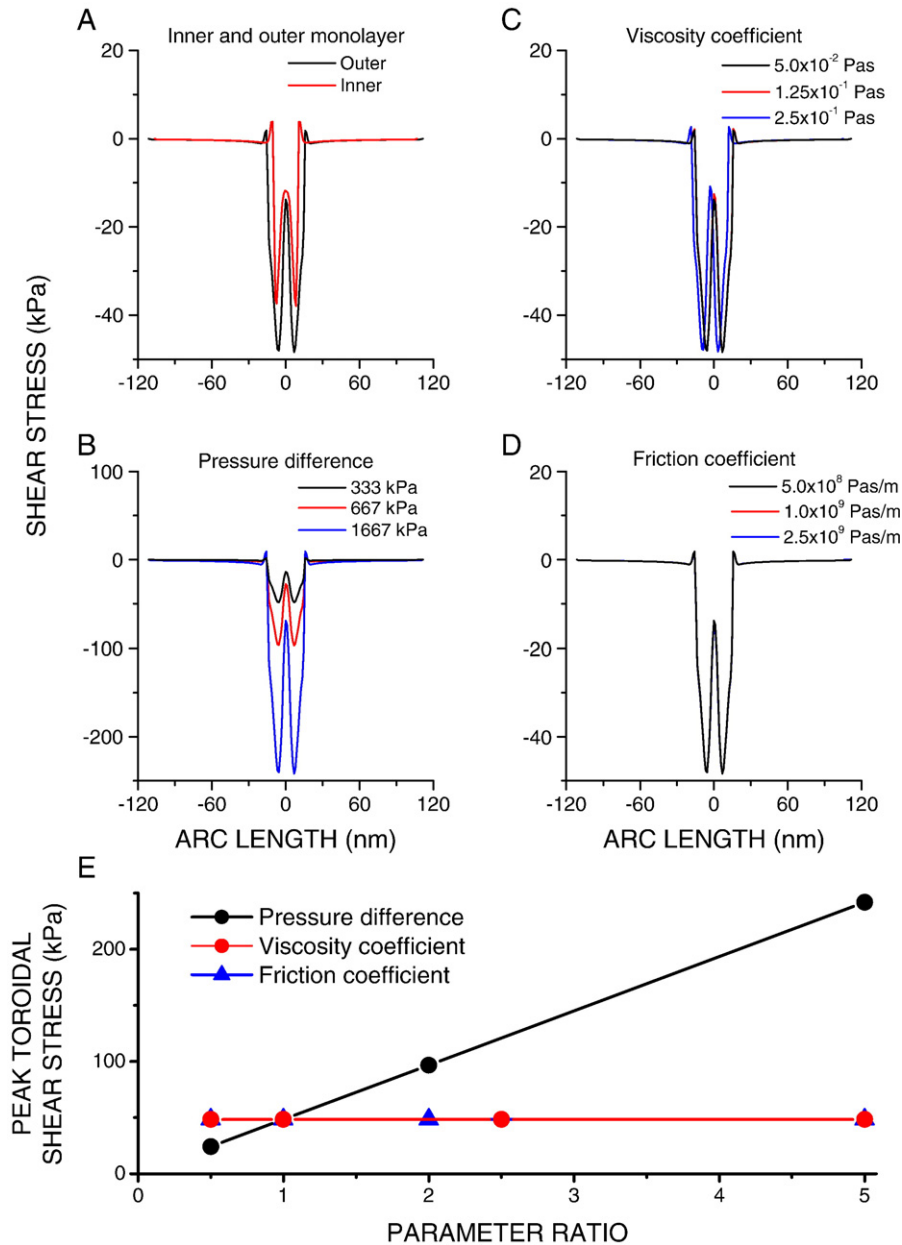 A
Inner and outer monolayer
Outer
Inner
20
0
-20
-40
-120
-60
0
60
120
C
Viscosity coefficient
5.0x10⁻² Pas
1.25x10⁻¹ Pas
2.5x10⁻¹ Pas
20
0
-20
-40
-120
-60
0
60
120
SHEAR STRESS (kPa)
B
Pressure difference
333 kPa
667 kPa
1667 kPa
100
0
-100
-200
-120
-60
0
60
120
ARC LENGTH (nm)
D
Friction coefficient
5.0x10⁸ Pas/m
1.0x10⁹ Pas/m
2.5x10⁹ Pas/m
20
0
-20
-40
-120
-60
0
60
120
ARC LENGTH (nm)
E
Pressure difference
Viscosity coefficient
Friction coefficient
PEAK TOROIDAL
SHEAR STRESS (kPa)
200
100
0
0
1
2
3
4
5
PARAMETER RATIO